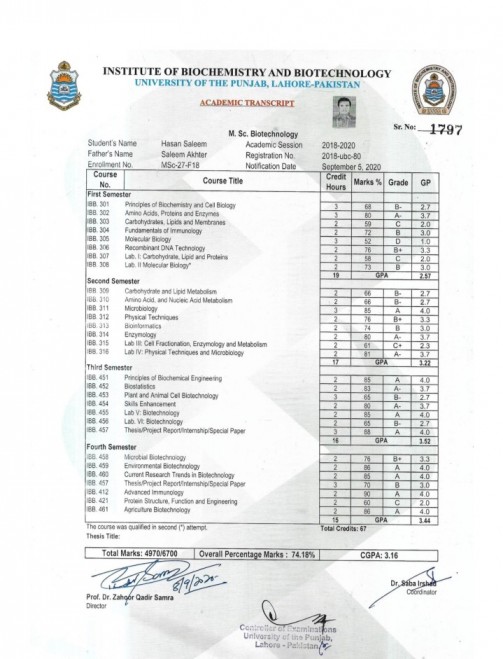 INSTITUTE OF BIOCHEMISTRY AND BIOTECHNOLOGY
UNIVERSITY OF THE PUNJAB, LAHORE-PAKISTAN
ACADEMIC TRANSCRIPT
Sr. No: 1797
M. Sc. Biotechnology
Student's Name Hasan Saleem Academic Session 2018-2020
Father's Name Saleem Akhter Registration No. 2018-ubc-80
Enrollment No. MSc-27-F18 Notification Date September 5, 2020
Course No. Course Title Credit Hours Marks % Grade GP
First Semester
IBB. 301 Principles of Biochemistry and Cell Biology 3 68 B- 2.7
IBB. 302 Amino Acids, Proteins and Enzymes 3 80 A- 3.7
IBB. 303 Carbohydrates, Lipids and Membranes 2 59 C 2.0
IBB. 304 Fundamentals of Immunology 2 72 B 3.0
IBB. 305 Molecular Biology 3 52 D 1.0
IBB. 306 Recombinant DNA Technology 2 76 B+ 3.3
IBB. 307 Lab. I: Carbohydrate, Lipid and Proteins 2 58 C 2.0
IBB. 308 Lab. II Molecular Biology* 2 73 B 3.0
19 GPA 2.57
Second Semester
IBB. 309 Carbohydrate and Lipid Metabolism 2 66 B- 2.7
IBB. 310 Amino Acid, and Nucleic Acid Metabolism 2 66 B- 2.7
IBB. 311 Microbiology 3 85 A 4.0
IBB. 312 Physical Techniques 2 76 B+ 3.3
IBB. 313 Bioinformatics 2 74 B 3.0
IBB. 314 Enzymology 2 80 A- 3.7
IBB. 315 Lab III: Cell Fractionation, Enzymology and Metabolism 2 61 C+ 2.3
IBB. 316 Lab IV: Physical Techniques and Microbiology 2 81 A- 3.7
17 GPA 3.22
Third Semester
IBB. 451 Principles of Biochemical Engineering 2 85 A 4.0
IBB. 452 Biostatistics 2 83 A- 3.7
IBB. 453 Plant and Animal Cell Biotechnology 3 65 B- 2.7
IBB. 454 Skills Enhancement 2 80 A- 3.7
IBB. 455 Lab V: Biotechnology 2 85 A 4.0
IBB. 456 Lab. VI: Biotechnology 2 65 B- 2.7
IBB. 457 Thesis/Project Report/Internship/Special Paper 3 88 A 4.0
16 GPA 3.52
Fourth Semester
IBB. 458 Microbial Biotechnology 2 76 B+ 3.3
IBB. 459 Environmental Biotechnology 2 86 A 4.0
IBB. 460 Current Research Trends in Biotechnology 2 85 A 4.0
IBB. 457 Thesis/Project Report/Internship/Special Paper 3 70 B 3.0
IBB. 412 Advanced Immunology 2 90 A 4.0
IBB. 421 Protein Structure, Function and Engineering 2 60 C 2.0
IBB. 461 Agriculture Biotechnology 2 86 A 4.0
15 GPA 3.44
The course was qualified in second (*) attempt. Total Credits: 67
Thesis Title:
Total Marks: 4970/6700 Overall Percentage Marks : 74.18% CGPA: 3.16
8/9/2020
Prof. Dr. Zahoor Qadir Samra
Director
Dr. Saba Irshad
Coordinator
Controller of Examinations
University of the Punjab,
Lahore - Pakistan